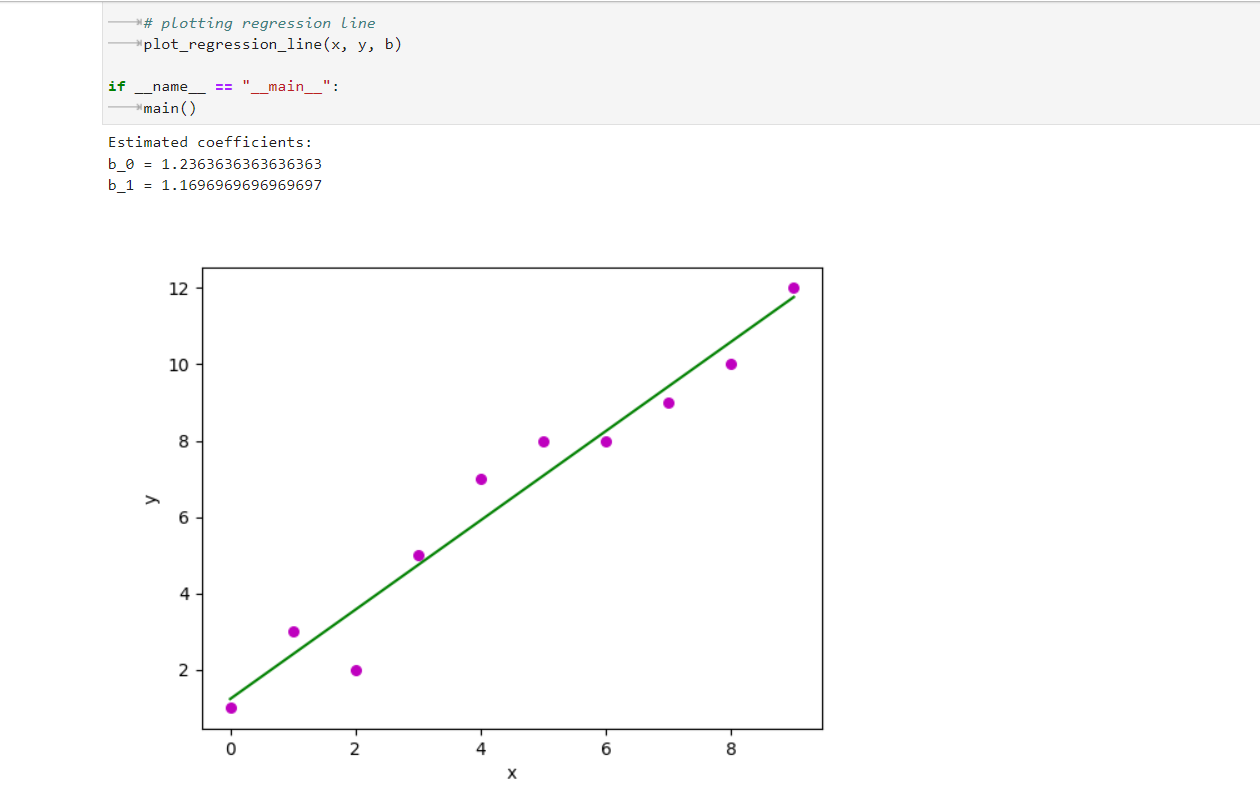 # plotting regression line
plot_regression_line(x, y, b)
if __name__ == "__main__":
main()
Estimated coefficients:
b_0 = 1.2363636363636363
b_1 = 1.1696969696969697
12
10
8
6
4
2
y
0 2 4 6 8
x